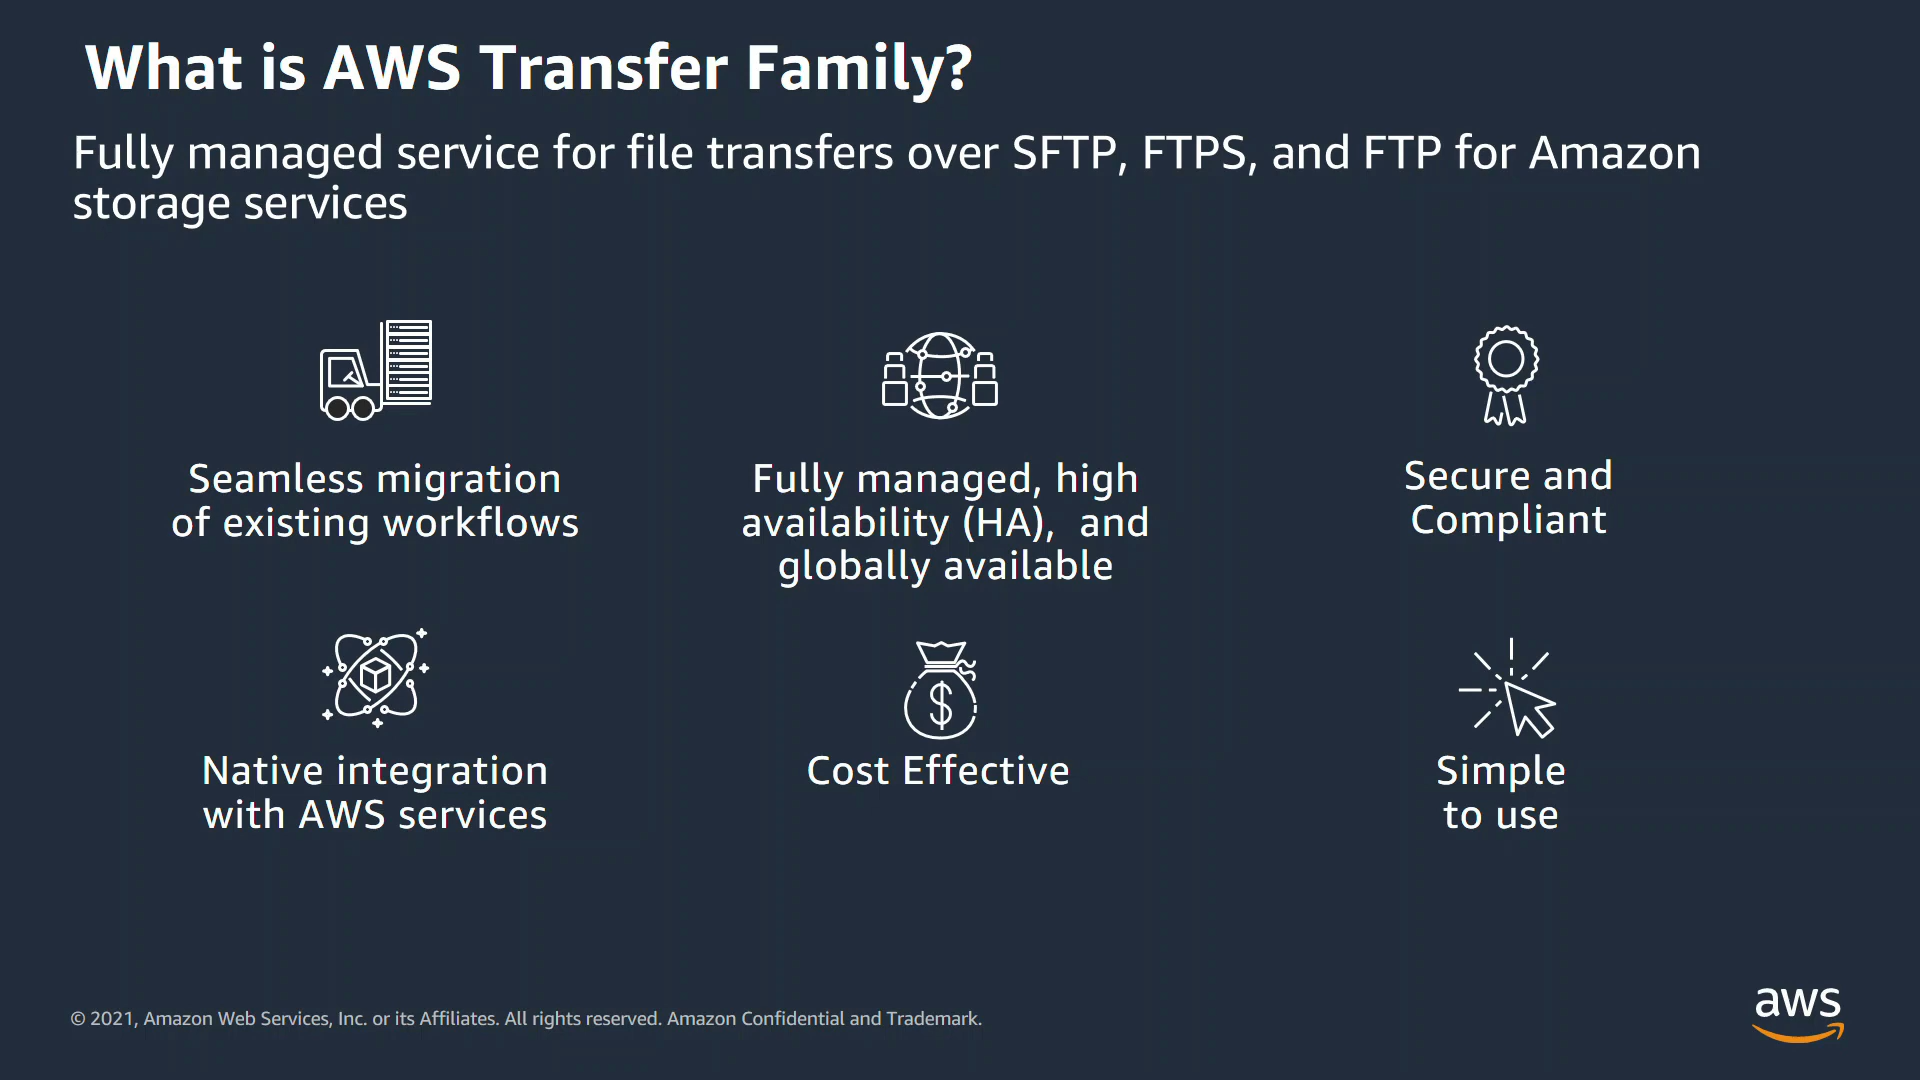 What is AWS Transfer Family?
Fully managed service for file transfers over SFTP, FTPS, and FTP for Amazon
storage services
Seamless migration
of existing workflows
Fully managed, high
availability (HA),  and
globally available
Secure and
Compliant
$
Native integration
with AWS services
Cost Effective
Simple
to use
© 2021, Amazon Web Services, Inc. or its Affiliates. All rights reserved. Amazon Confidential and Trademark.
aws